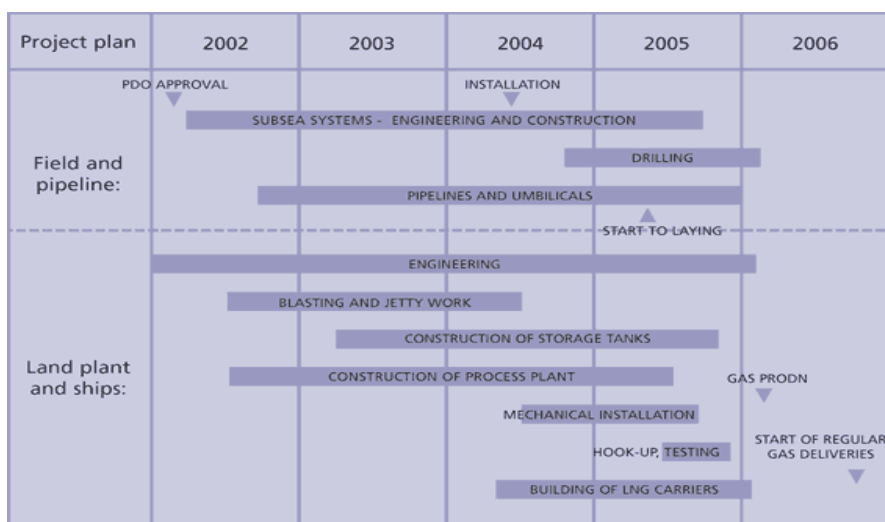 Project plan 2002 2003 2004 2005 2006
PDO APPROVAL INSTALLATION
SUBSEA SYSTEMS - ENGINEERING AND CONSTRUCTION
Field and
pipeline:
DRILLING
PIPELINES AND UMBILICALS
START TO LAYING
ENGINEERING
BLASTING AND JETTY WORK
CONSTRUCTION OF STORAGE TANKS
Land plant
and ships:
CONSTRUCTION OF PROCESS PLANT
GAS PRODN
MECHANICAL INSTALLATION
START OF REGULAR
GAS DELIVERIES
HOOK-UP, TESTING
BUILDING OF LNG CARRIERS